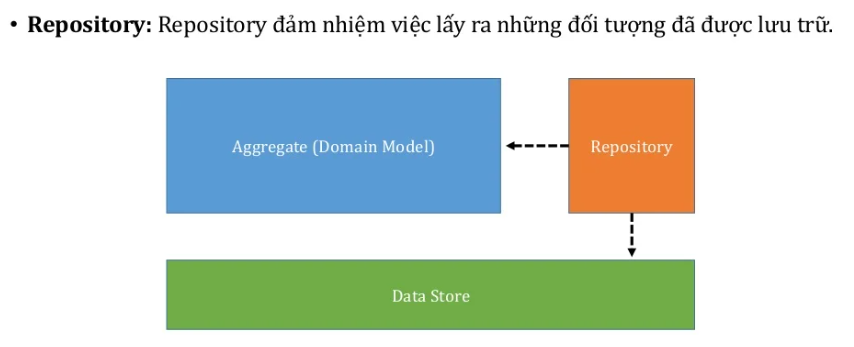 • Repository: Repository đảm nhiệm việc lấy ra những đối tượng đã được lưu trữ.
Aggregate (Domain Model)
Repository
Data Store